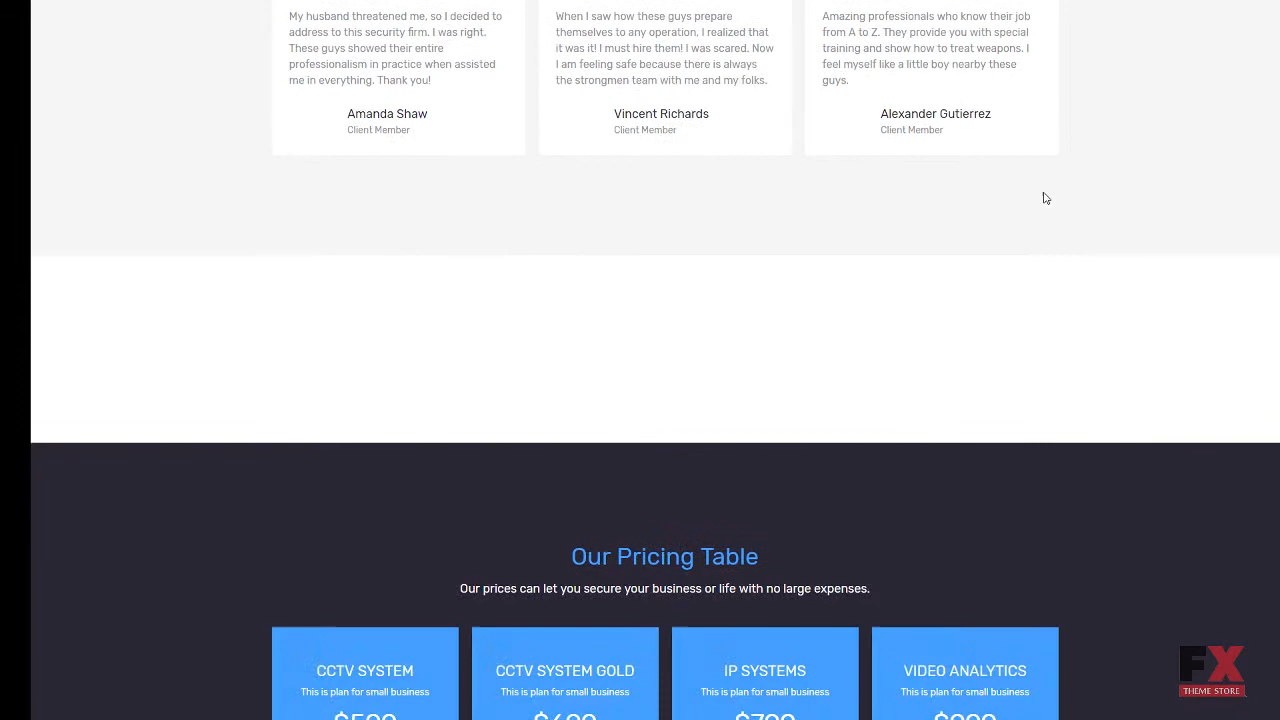 My husband threatened me, so I decided to
address to this security firm. I was right.
These guys showed their entire
professionalism in practice when assisted
me in everything. Thank you!
Amanda Shaw
Client Member
When I saw how these guys prepare
themselves to any operation, I realized that
it was it! I must hire them! I was scared. Now
I am feeling safe because there is always
the strongmen team with me and my folks.
Vincent Richards
Client Member
Amazing professionals who know their job
from A to Z. They provide you with special
training and show how to treat weapons. I
feel myself like a little boy nearby these
guys.
Alexander Gutierrez
Client Member
Our Pricing Table
Our prices can let you secure your business or life with no large expenses.
CCTV SYSTEM
This is plan for small business
CCTV SYSTEM GOLD
This is plan for small business
IP SYSTEMS
This is plan for small business
VIDEO ANALYTICS
This is plan for small business
FX
THEME STORE